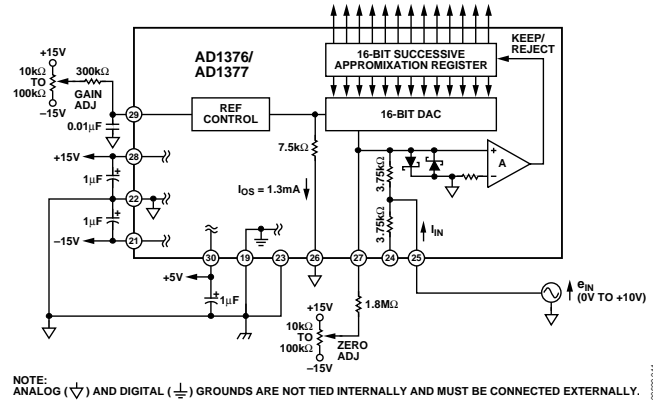 KEEP/
REJECT
+15V
10kΩ
TO
100kΩ
–15V
300kΩ
GAIN
ADJ
0.01µF
AD1376/
AD1377
16-BIT SUCCESSIVE
APPROMIXATION REGISTER
REF
CONTROL
16-BIT DAC
29
7.5kΩ
IOS = 1.3mA
3.75kΩ
3.75kΩ
+
–
A
IIN
+15V
28
1µF
22
1µF
–15V
21
30
19
23
26
27
24
25
+5V
1µF
1.8MΩ
+15V
10kΩ
TO
100kΩ
–15V
ZERO
ADJ
eIN
(0V TO +10V)
NOTE:
ANALOG ( ) AND DIGITAL ( ) GROUNDS ARE NOT TIED INTERNALLY AND MUST BE CONNECTED EXTERNALLY.